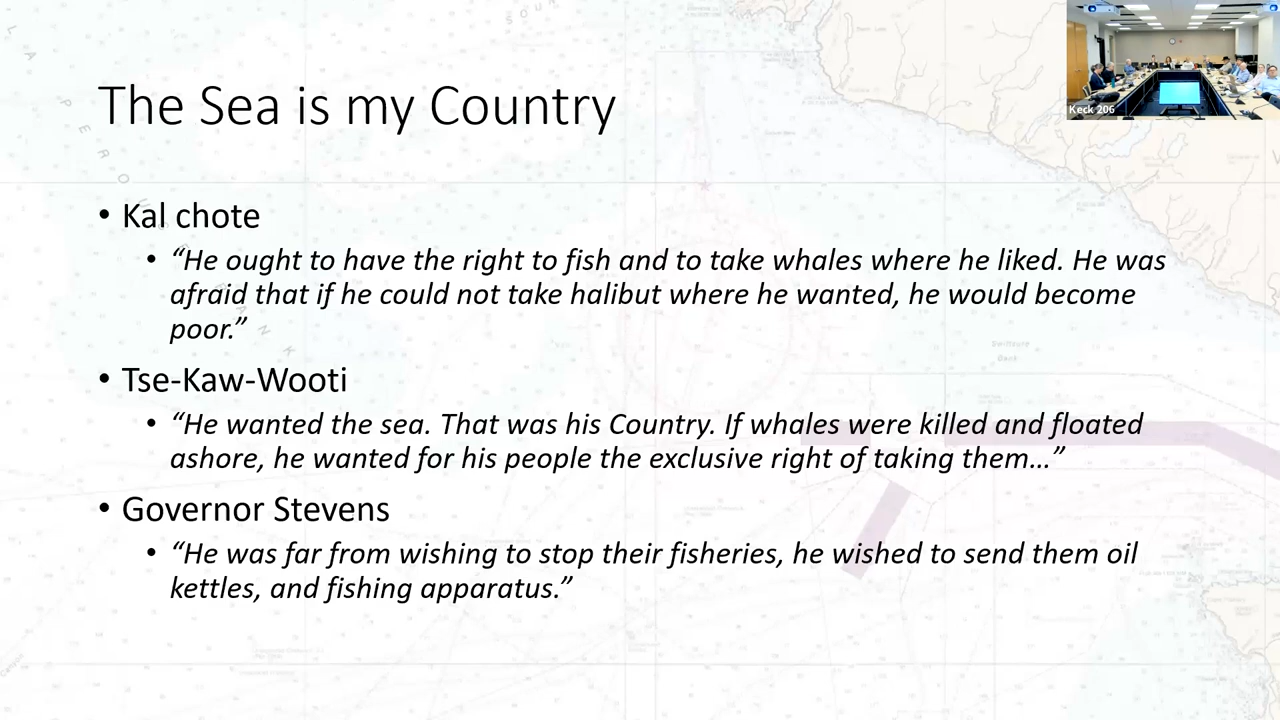 The Sea is my Country
Keck 206
• Kal chote
• “He ought to have the right to fish and to take whales where he liked. He was
afraid that if he could not take halibut where he wanted, he would become
poor.”
• Tse-Kaw-Wooti
• “He wanted the sea. That was his Country. If whales were killed and floated
ashore, he wanted for his people the exclusive right of taking them…”
• Governor Stevens
• “He was far from wishing to stop their fisheries, he wished to send them oil
kettles, and fishing apparatus.”